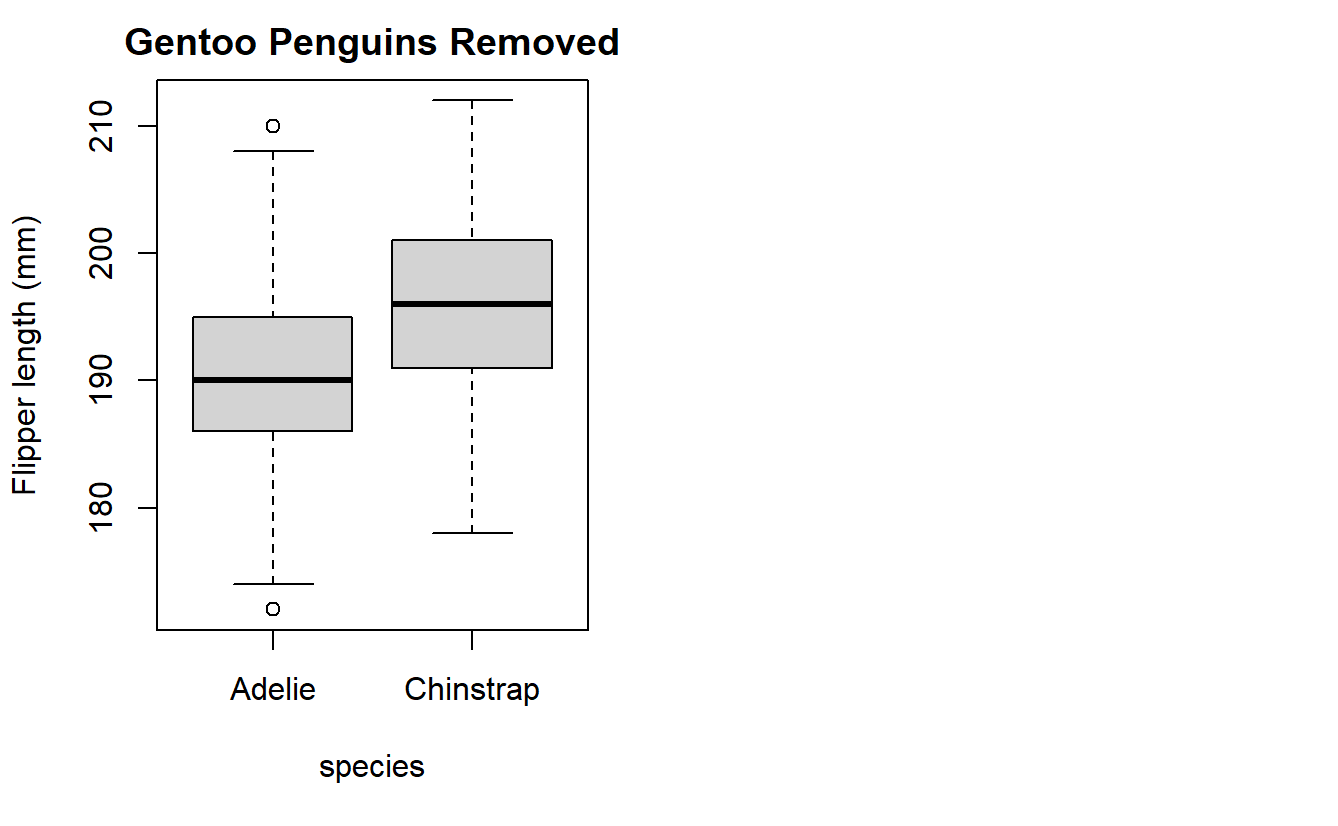 Gentoo Penguins Removed
Flipper length (mm)
210
200
190
180
Adelie Chinstrap
species